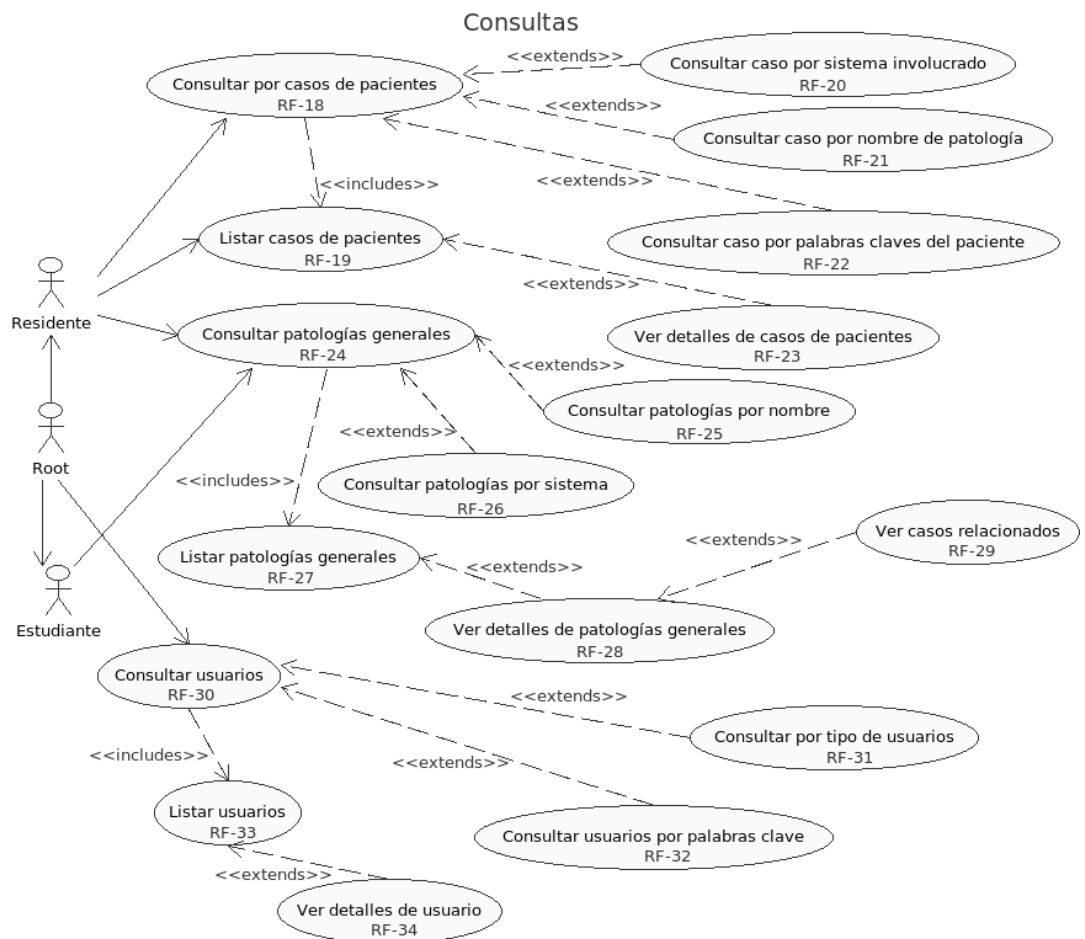 Consultas
<<extends>>
Consultar caso por sistema involucrado
RF-20
Consultar por casos de pacientes
RF-18
<<extends>>
Consultar caso por nombre de patología
RF-21
<<extends>>
<<includes>>
Listar casos de pacientes
RF-19
Consultar caso por palabras claves del paciente
RF-22
<<extends>>
Residente
Consultar patologías generales
RF-24
Ver detalles de casos de pacientes
RF-23
<<extends>>
Consultar patologías por nombre
RF-25
<<extends>>
Root
<<includes>>
Consultar patologías por sistema
RF-26
Ver casos relacionados
RF-29
<<extends>>
Listar patologías generales
RF-27
<<extends>>
Estudiante
Ver detalles de patologías generales
RF-28
Consultar usuarios
RF-30
<<extends>>
Consultar por tipo de usuarios
RF-31
<<includes>>
<<extends>>
Listar usuarios
RF-33
Consultar usuarios por palabras clave
RF-32
<<extends>>
Ver detalles de usuario
RF-34